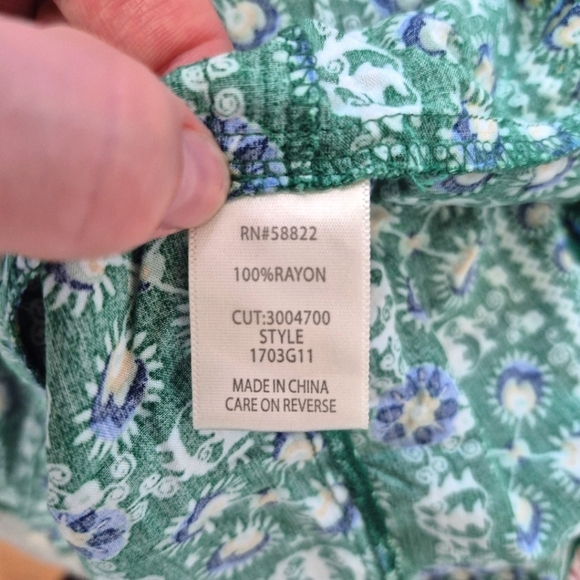 RN#58822
100%RAYON
CUT:3004700
STYLE
1703G11
MADE IN CHINA
CARE ON REVERSE